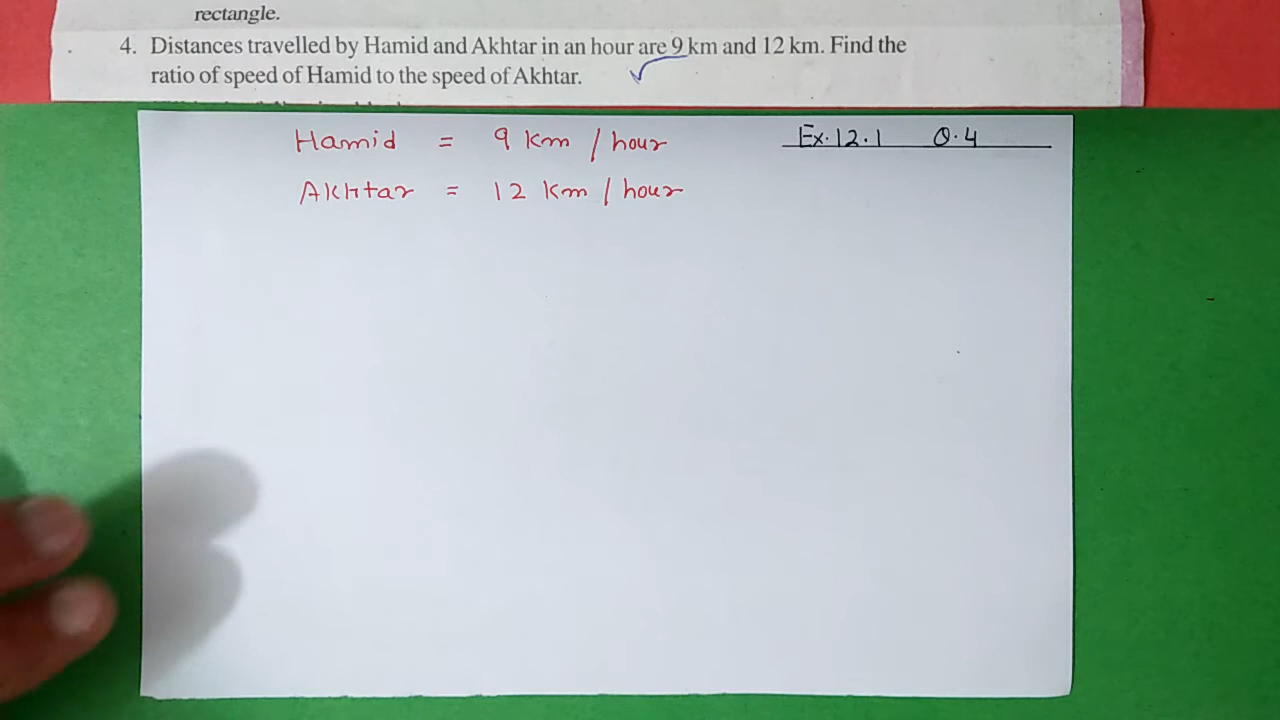 rectangle.
4. Distances travelled by Hamid and Akhtar in an hour are 9 km and 12 km. Find the
ratio of speed of Hamid to the speed of Akhtar.
Ex.12.1 Q.4
Hamid = 9 km / hour
Akhtar = 12 km / hour